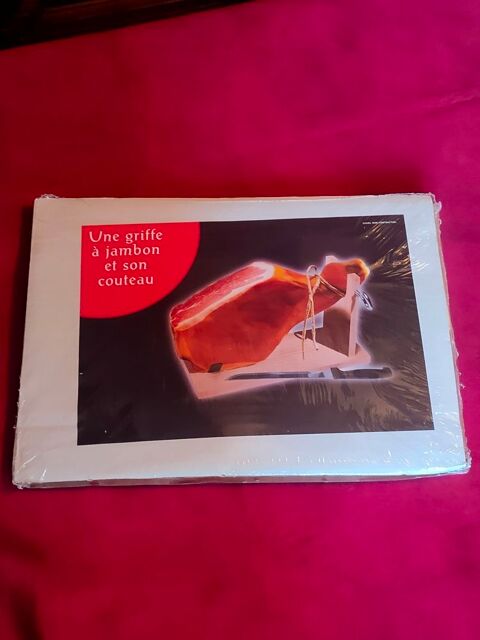 Une griffe
à jambon
et son
couteau